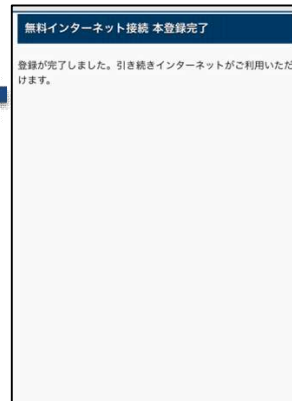 無料インターネット接続 本登録完了
登録が完了しました。引き続きインターネットがご利用いただ
けます。